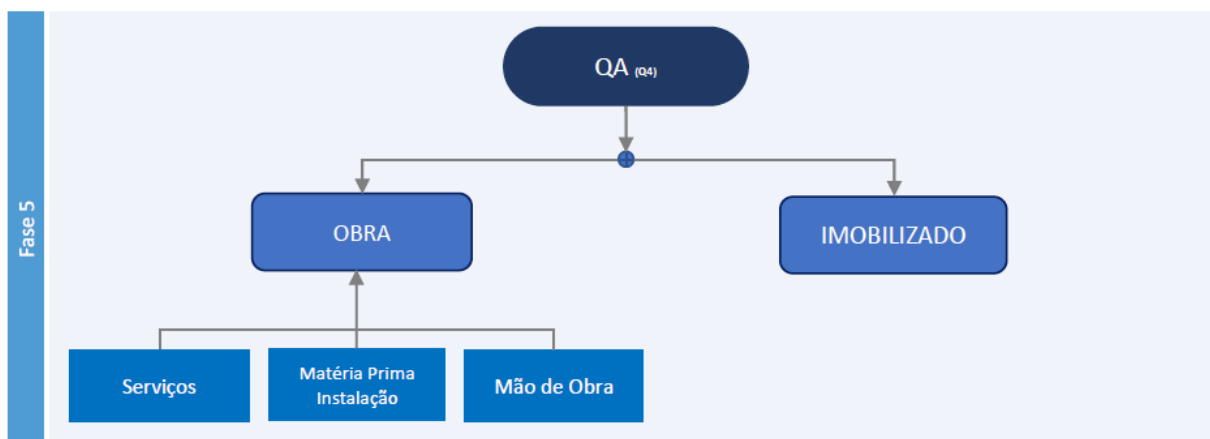 Fase 5
QA (Q4)
OBRA
IMOBILIZADO
Serviços
Matéria Prima
Instalação
Mão de Obra